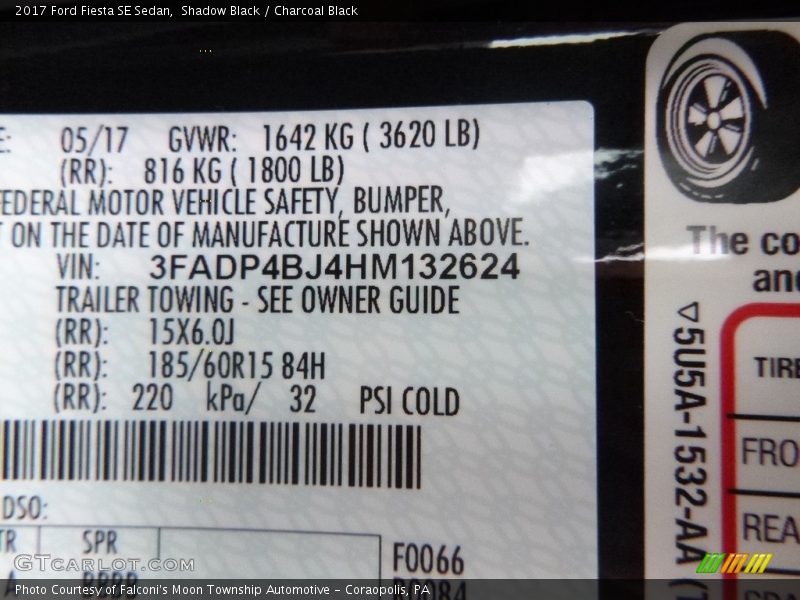 2017 Ford Fiesta SE Sedan,  Shadow Black / Charcoal Black
E: 05/17 GVWR: 1642 KG ( 3620 LB)
(RR): 816 KG ( 1800 LB)
FEDERAL MOTOR VEHICLE SAFETY, BUMPER,
T ON THE DATE OF MANUFACTURE SHOWN ABOVE.
VIN: 3FADP4BJ4HM132624
TRAILER TOWING - SEE OWNER GUIDE
(RR): 15X6.0J
(RR): 185/60R15 84H
(RR): 220 kPa/ 32 PSI COLD
DSO:
TR SPR
F0066
The co
and
5U5A-1532-AA
TIRE
FRO
REA
GTcarlot.com
Photo Courtesy of Falconi's Moon Township Automotive – Coraopolis, PA